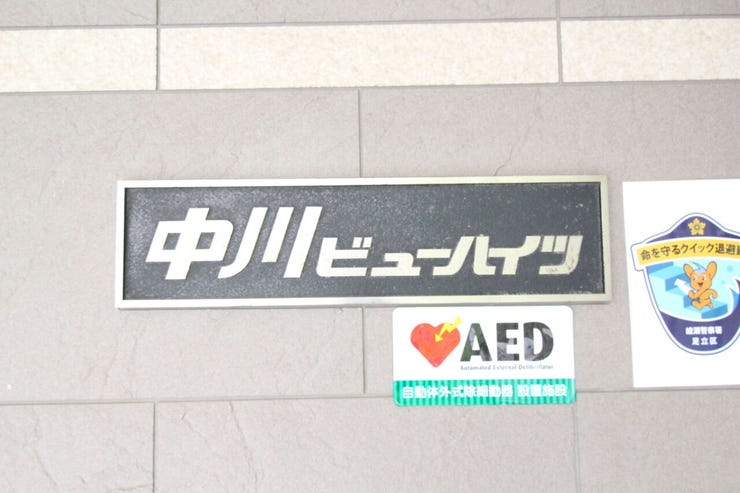 中川ビューハイツ
AED
Automated External Defibrillator
自動体外式除細動器 設置施設
命を守るクイック退避
綾瀬警察署
足立区